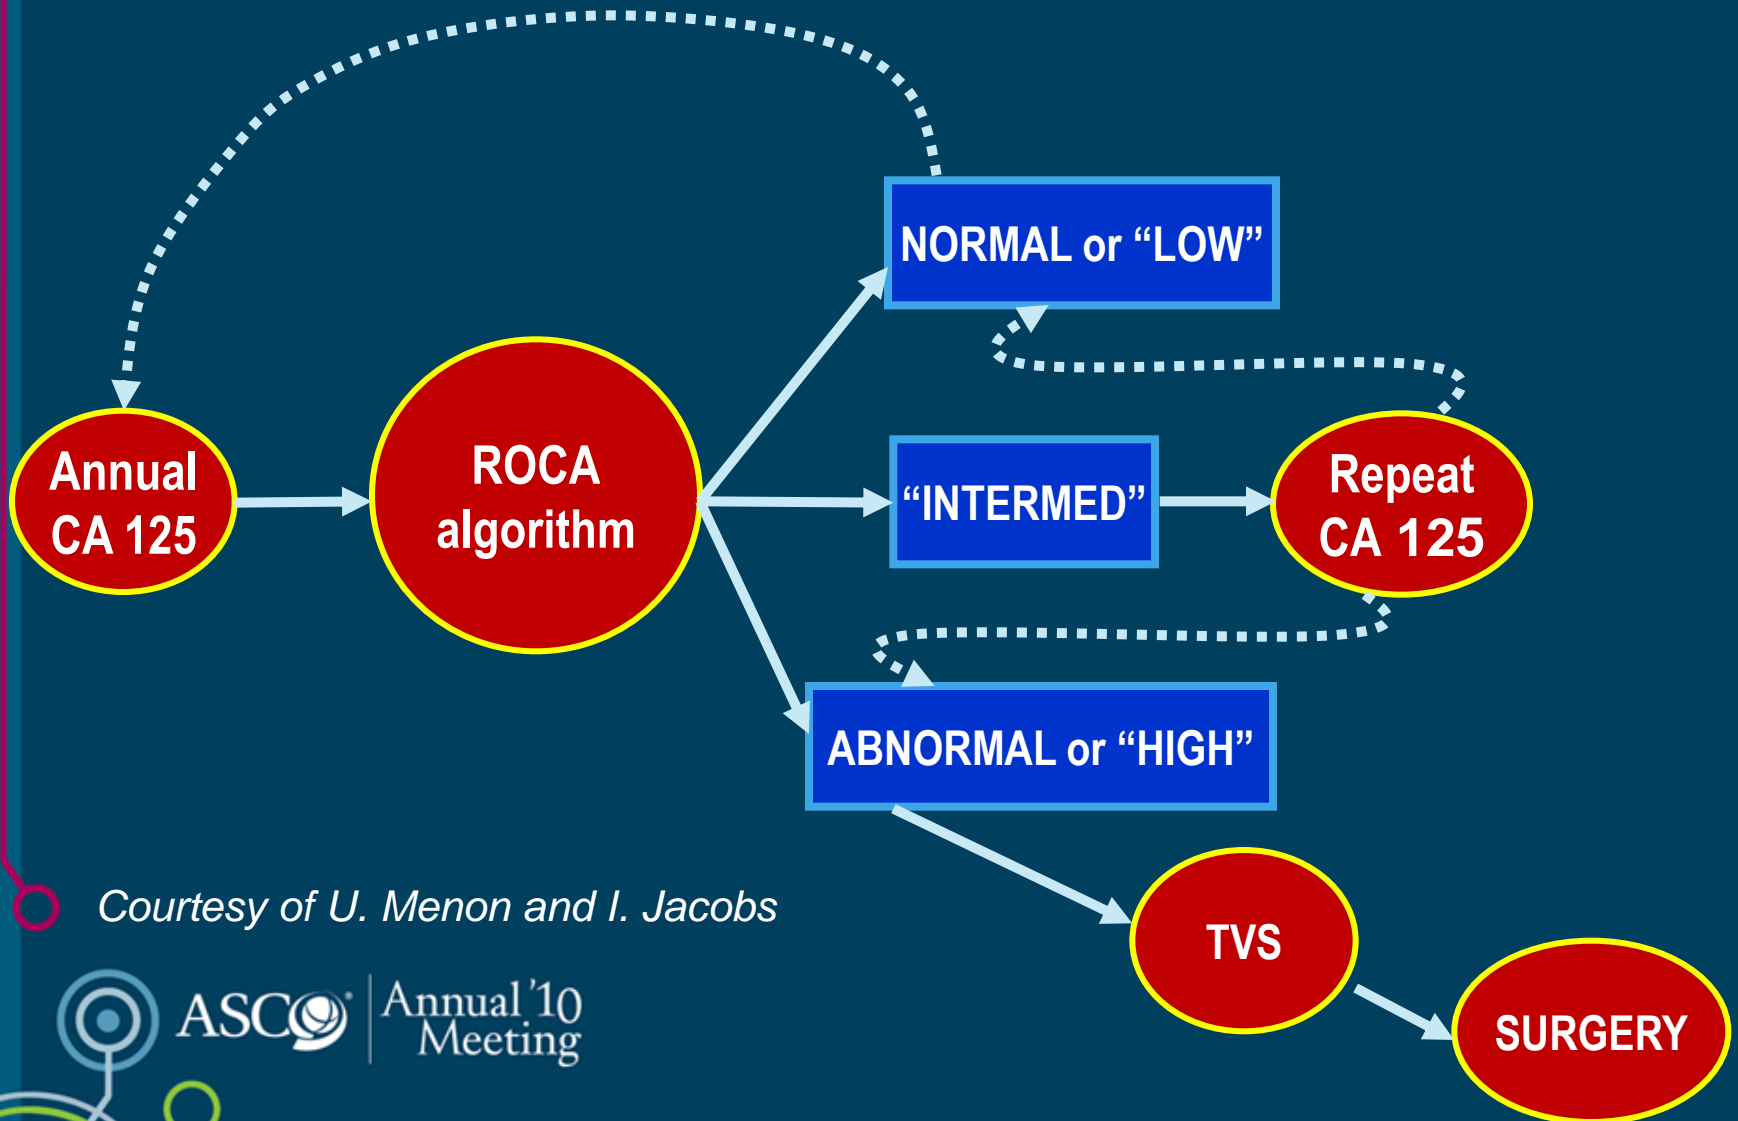 NORMAL or “LOW”
Annual
CA 125
ROCA
algorithm
“INTERMED”
Repeat
CA 125
ABNORMAL or “HIGH”
TVS
SURGERY
Courtesy of U. Menon and I. Jacobs
ASCO® Annual '10
Meeting